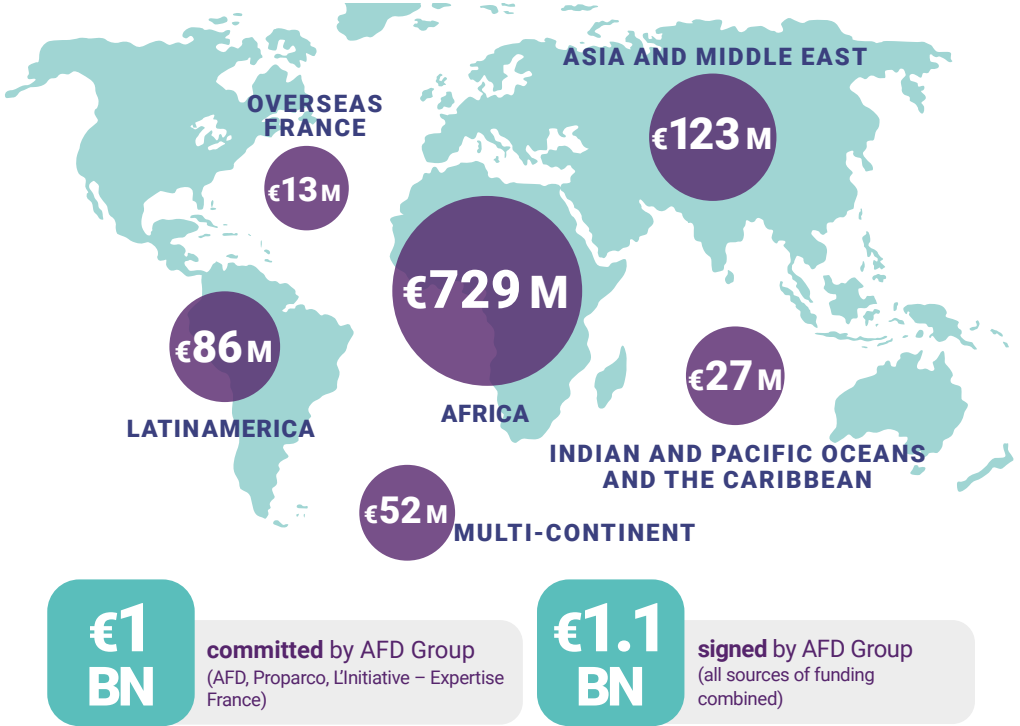 ASIA AND MIDDLE EAST
€123 M
OVERSEAS
FRANCE
€13 M
€729 M
AFRICA
€86 M
LATINAMERICA
€27 M
INDIAN AND PACIFIC OCEANS
AND THE CARIBBEAN
€52 M
MULTI-CONTINENT
€1
BN
committed by AFD Group
(AFD, Proparco, L’Initiative – Expertise
France)
€1.1
BN
signed by AFD Group
(all sources of funding
combined)